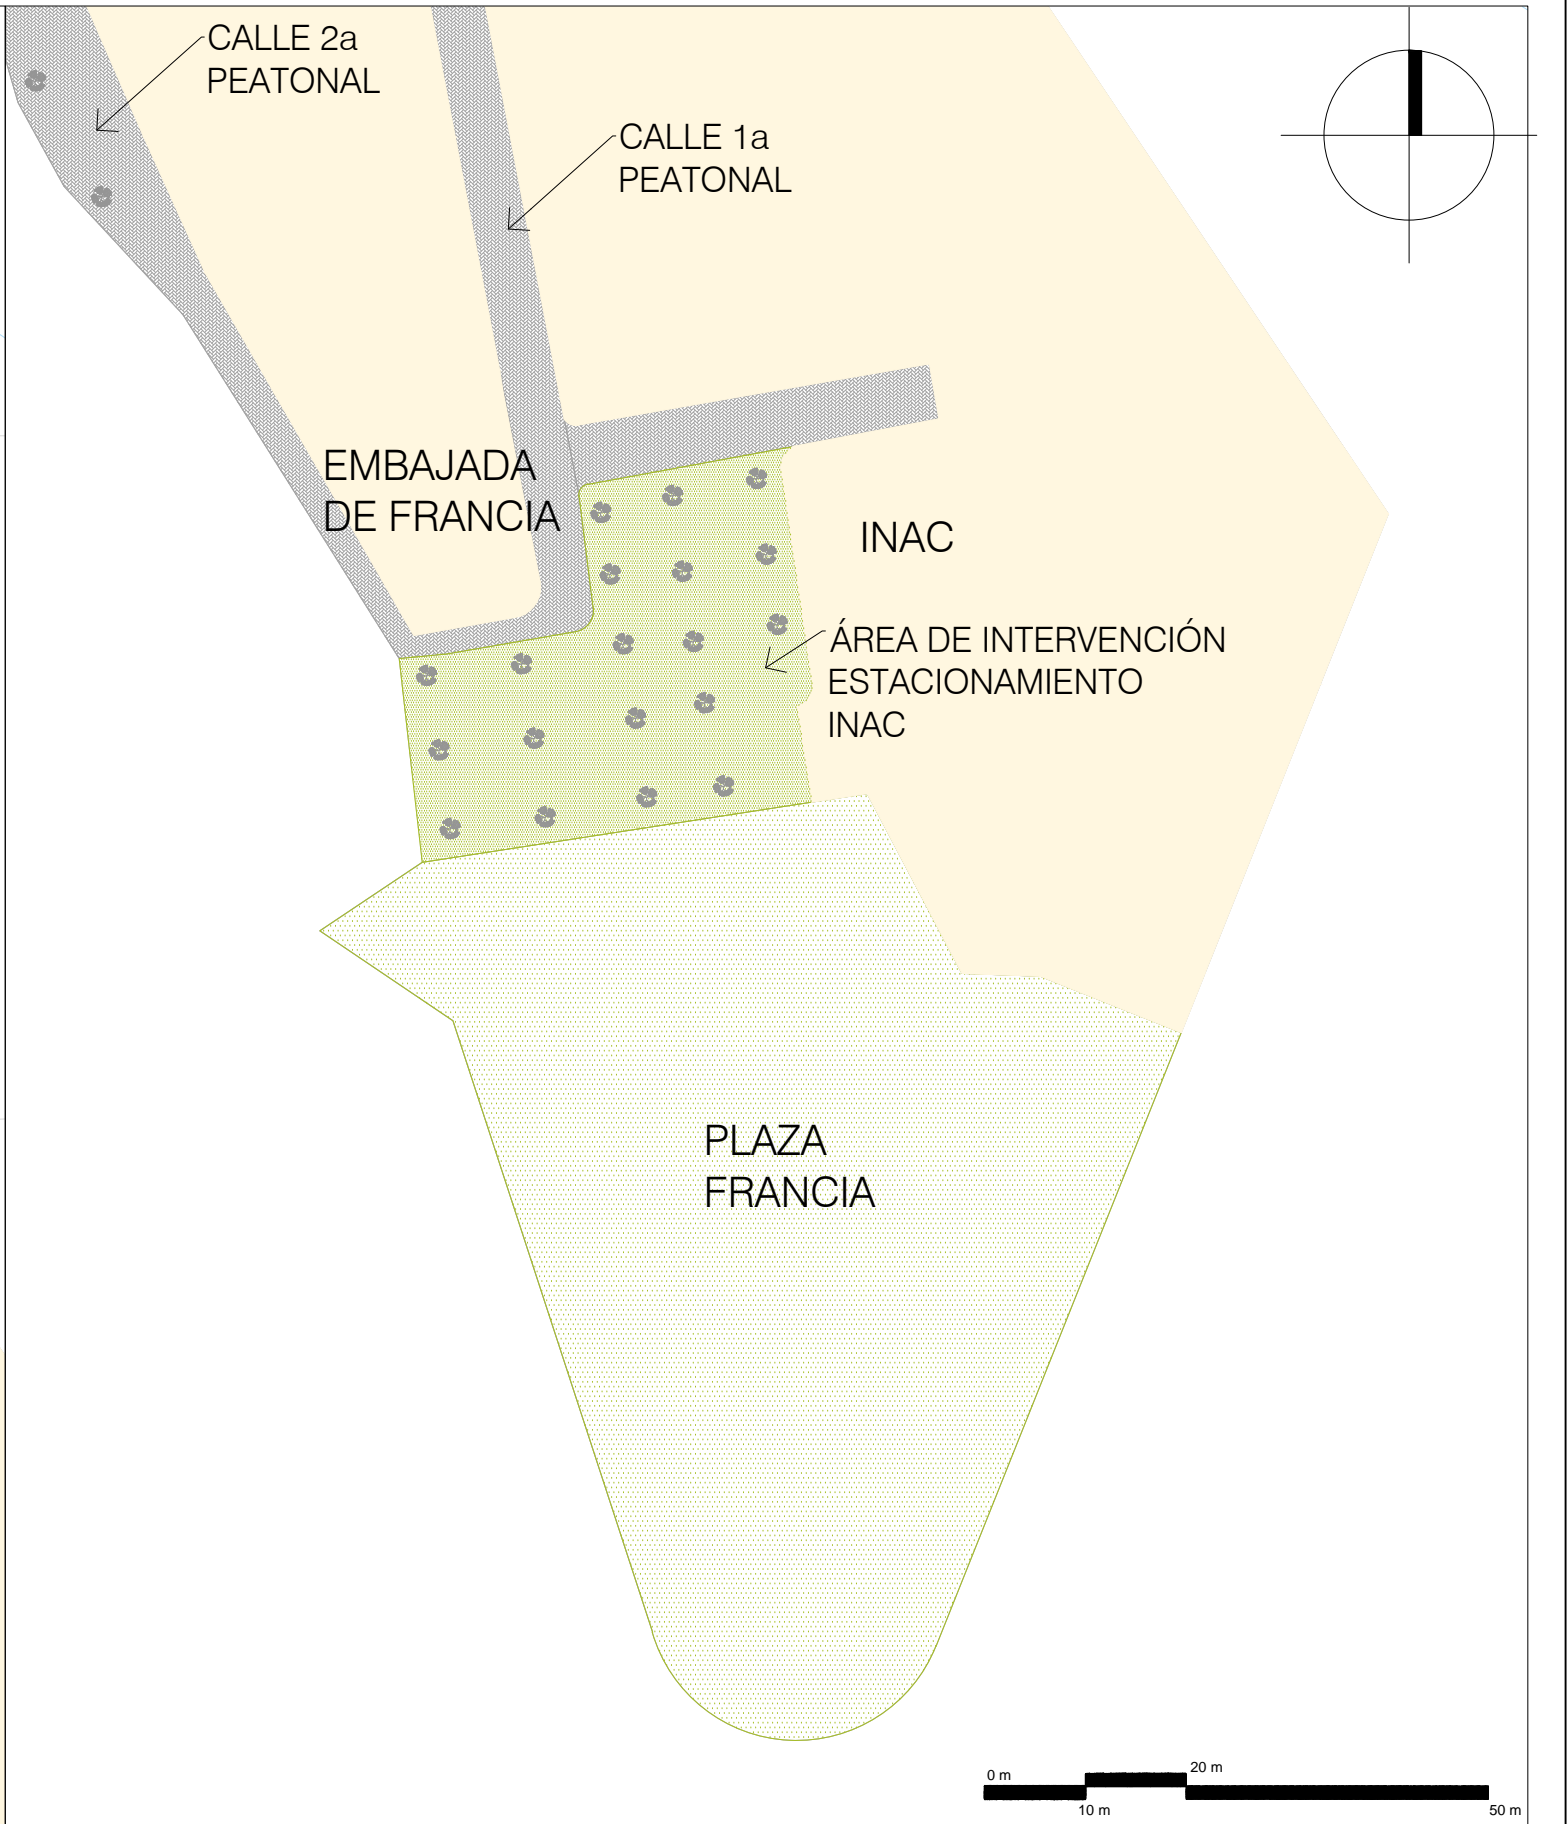 CALLE 2a
PEATONAL
CALLE 1a
PEATONAL
EMBAJADA
DE FRANCIA
INAC
ÁREA DE INTERVENCIÓN
ESTACIONAMIENTO
INAC
PLAZA
FRANCIA
0 m
20 m
10 m
50 m